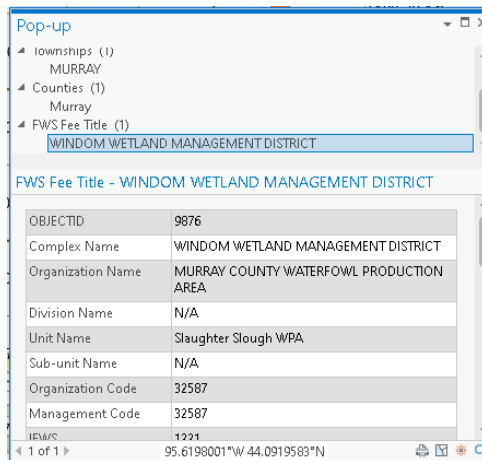 Pop-up
Townships (1)
MURRAY
Counties (1)
Murray
FWS Fee Title (1)
WINDOM WETLAND MANAGEMENT DISTRICT
FWS Fee Title - WINDOM WETLAND MANAGEMENT DISTRICT
OBJECTID 9876
Complex Name WINDOM WETLAND MANAGEMENT DISTRICT
Organization Name MURRAY COUNTY WATERFOWL PRODUCTION
AREA
Division Name N/A
Unit Name Slaughter Slough WPA
Sub-unit Name N/A
Organization Code 32587
Management Code 32587
IFWS 1221
1 of 1 95.6198001°W 44.0919583°N